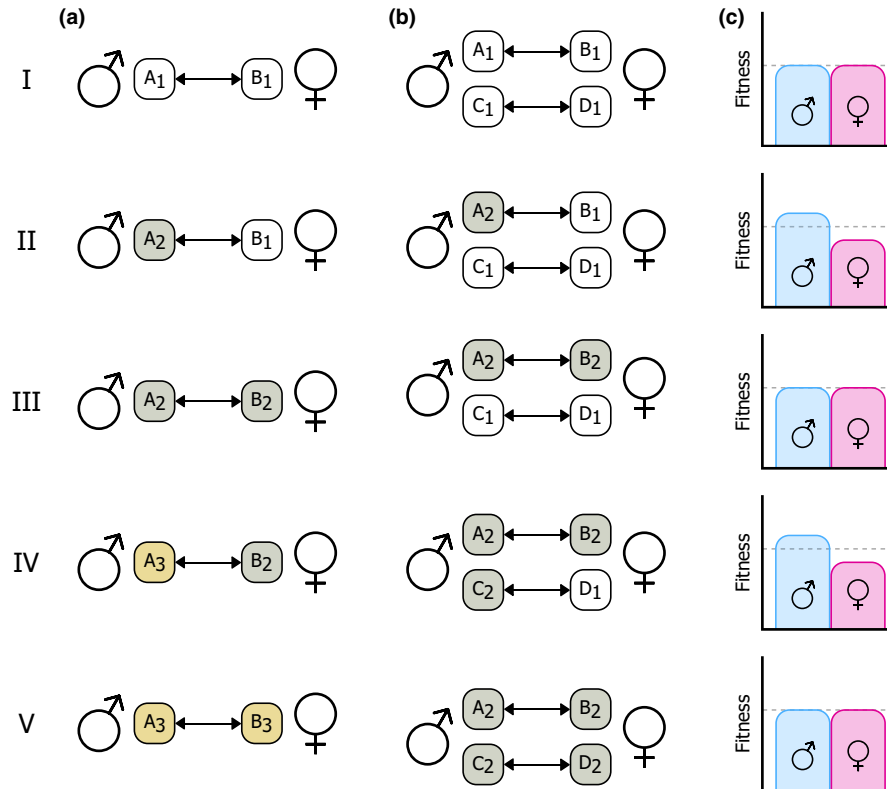 (a) (b) (c)
I A1 B1 A1 B1 Fitness
C1 D1
II A2 B1 A2 B1 Fitness
C1 D1
III A2 B2 A2 B2 Fitness
C1 D1
IV A3 B2 A2 B2 Fitness
C2 D1
V A3 B3 A2 B2 Fitness
C2 D2